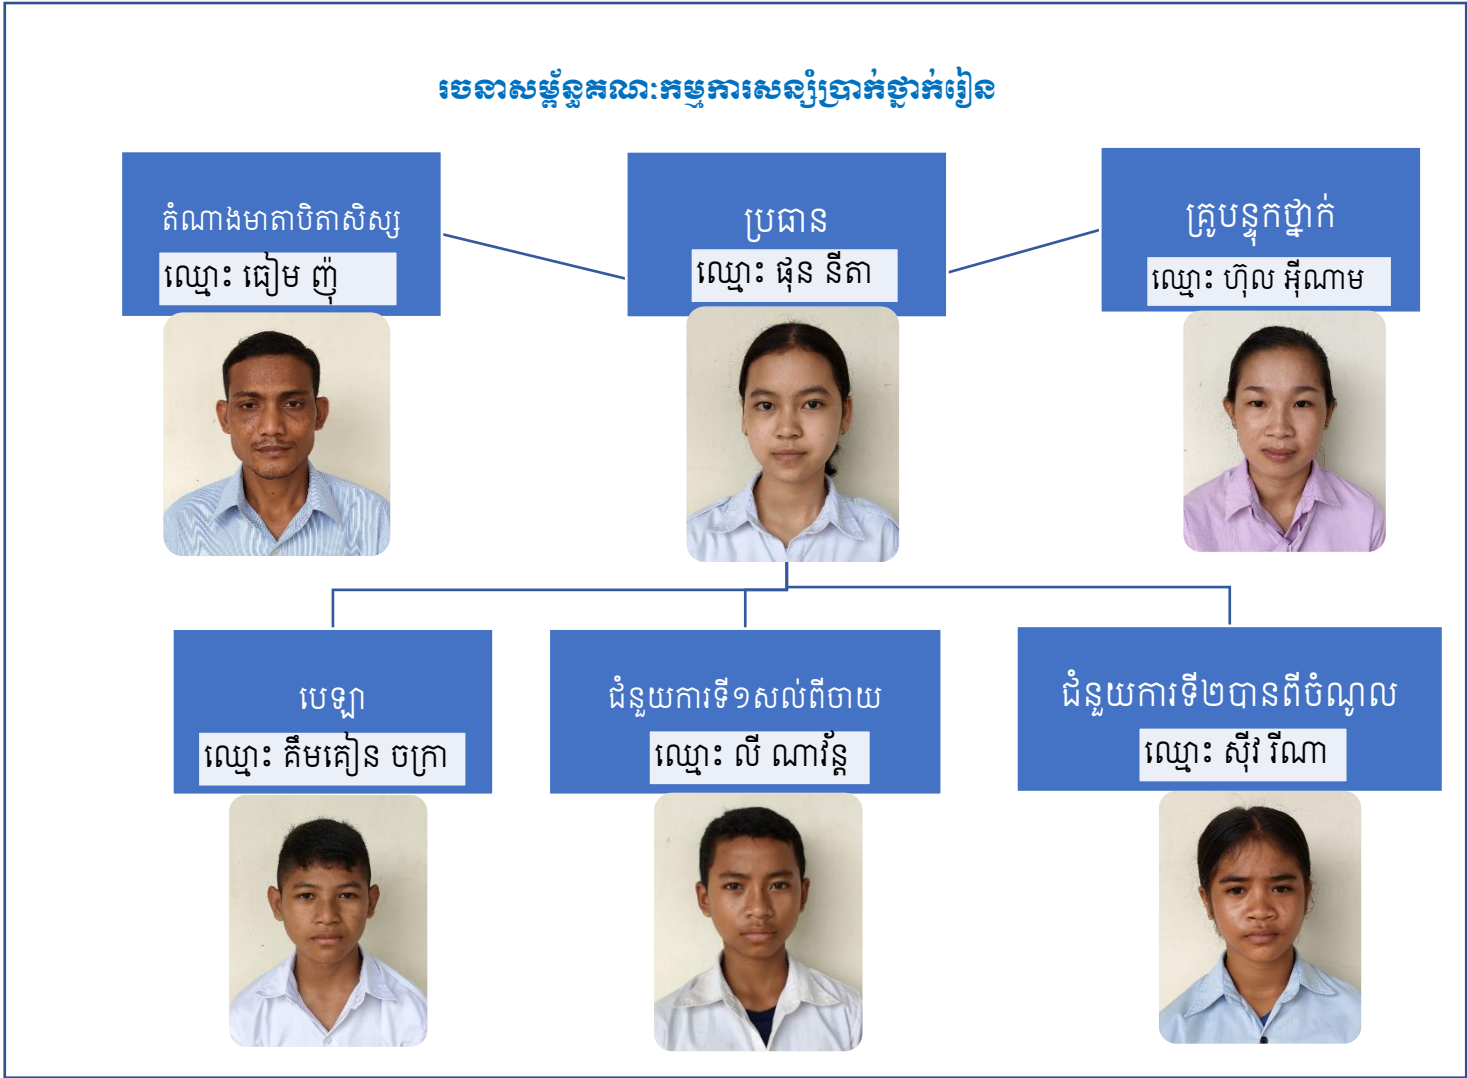 រចនាសម្ព័ន្ធគណៈកម្មការសន្សំប្រាក់ថ្នាក់រៀន
តំណាងមាតាបិតាសិស្ស
ឈ្មោះ ធៀម ញ៉ុ
ប្រធាន
ឈ្មោះ ផុន នីតា
គ្រូបន្ទុកថ្នាក់
ឈ្មោះ ហ៊ុល អ៊ីណាម
បេឡា
ឈ្មោះ គឹមគៀន ចក្រា
ជំនួយការទី១សល់ពីចាយ
ឈ្មោះ លី ណាវ័ន្ត
ជំនួយការទី២បានពីចំណូល
ឈ្មោះ ស៊ីវ រីណា